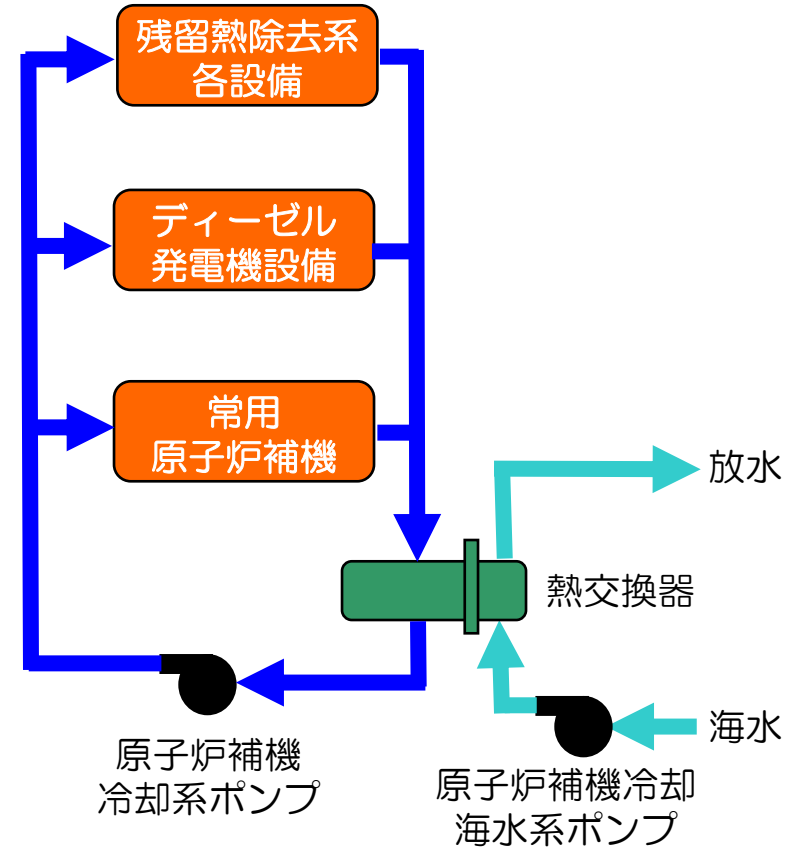 残留熱除去系
各設備
ディーゼル
発電機設備
常用
原子炉補機
放水
熱交換器
海水
原子炉補機
冷却系ポンプ
原子炉補機冷却
海水系ポンプ